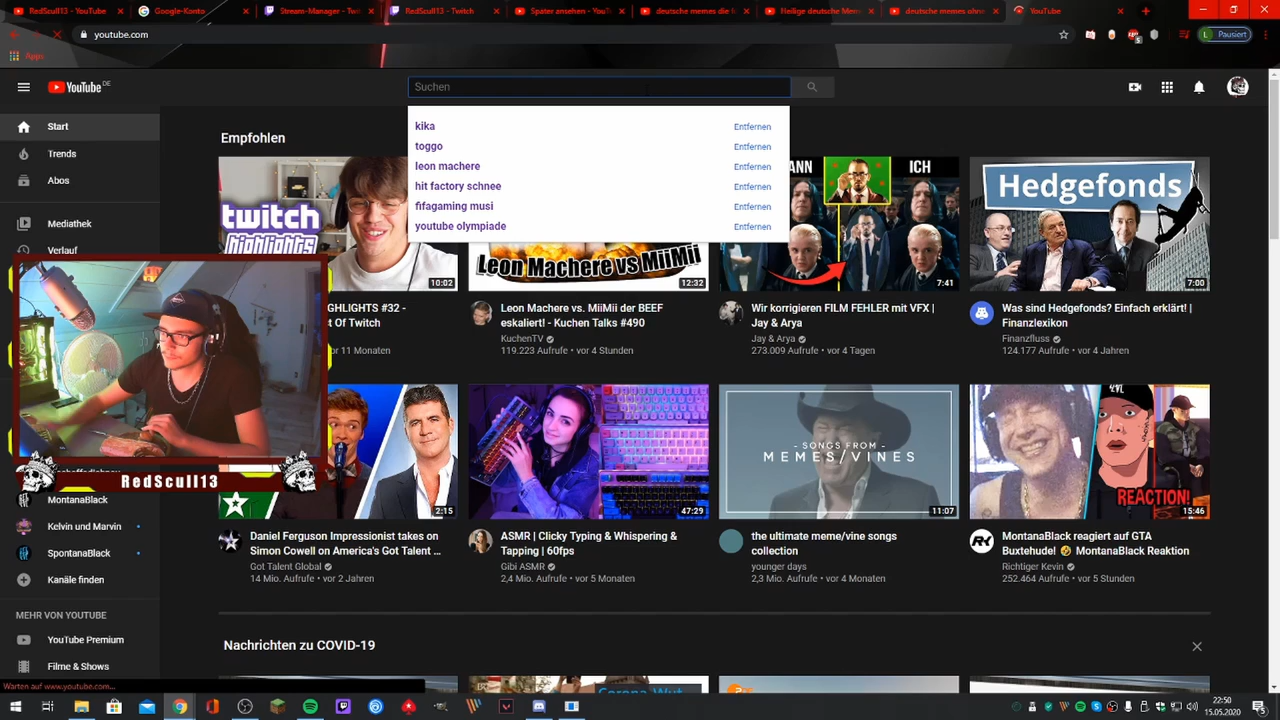 RedScull13 - YouTube
Google-Konto
Stream-Manager - Twi
RedScull13 - Twitch
Später ansehen - YouT
deutsche memes die f
Heilige deutsche Mem
deutsche memes ohne
YouTube
youtube.com
Pausiert
Apps
YouTube DE
Suchen
kika Entfernen
toggo Entfernen
leon machere Entfernen
hit factory schnee Entfernen
fifagaming musi Entfernen
youtube olympiade Entfernen
Start
Trends
Abos
Mediathek
Verlauf
MontanaBlack
Kelvin und Marvin
SpontanaBlack
Kanäle finden
MEHR VON YOUTUBE
YouTube Premium
Filme & Shows
Warten auf www.youtube.com...
RedScull13
Empfohlen
twitch
highlights
10:02
GHLIGHTS #32 -
Of Twitch
or 11 Monaten
Leon Machere vs MiiMii
12:32
Leon Machere vs. MiiMii der BEEF
eskaliert! - Kuchen Talks #490
KuchenTV
119.223 Aufrufe • vor 4 Stunden
ANN
ICH
7:41
Wir korrigieren FILM FEHLER mit VFX |
Jay & Arya
Jay & Arya
273.009 Aufrufe • vor 4 Tagen
Hedgefonds
7:00
Was sind Hedgefonds? Einfach erklärt! |
Finanzlexikon
Finanzfluss
124.177 Aufrufe • vor 4 Jahren
2:15
Daniel Ferguson Impressionist takes on
Simon Cowell on America's Got Talent ...
Got Talent Global
14 Mio. Aufrufe • vor 2 Jahren
47:29
ASMR | Clicky Typing & Whispering &
Tapping | 60fps
Gibi ASMR
2,4 Mio. Aufrufe • vor 5 Monaten
- SONGS FROM -
MEMES/VINES
11:07
the ultimate meme/vine songs
collection
younger days
2,3 Mio. Aufrufe • vor 4 Monaten
REACTION!
15:46
MontanaBlack reagiert auf GTA
Buxtehude! 🤣 MontanaBlack Reaktion
Richtiger Kevin
252.464 Aufrufe • vor 5 Stunden
Nachrichten zu COVID-19
22:50
15.05.2020